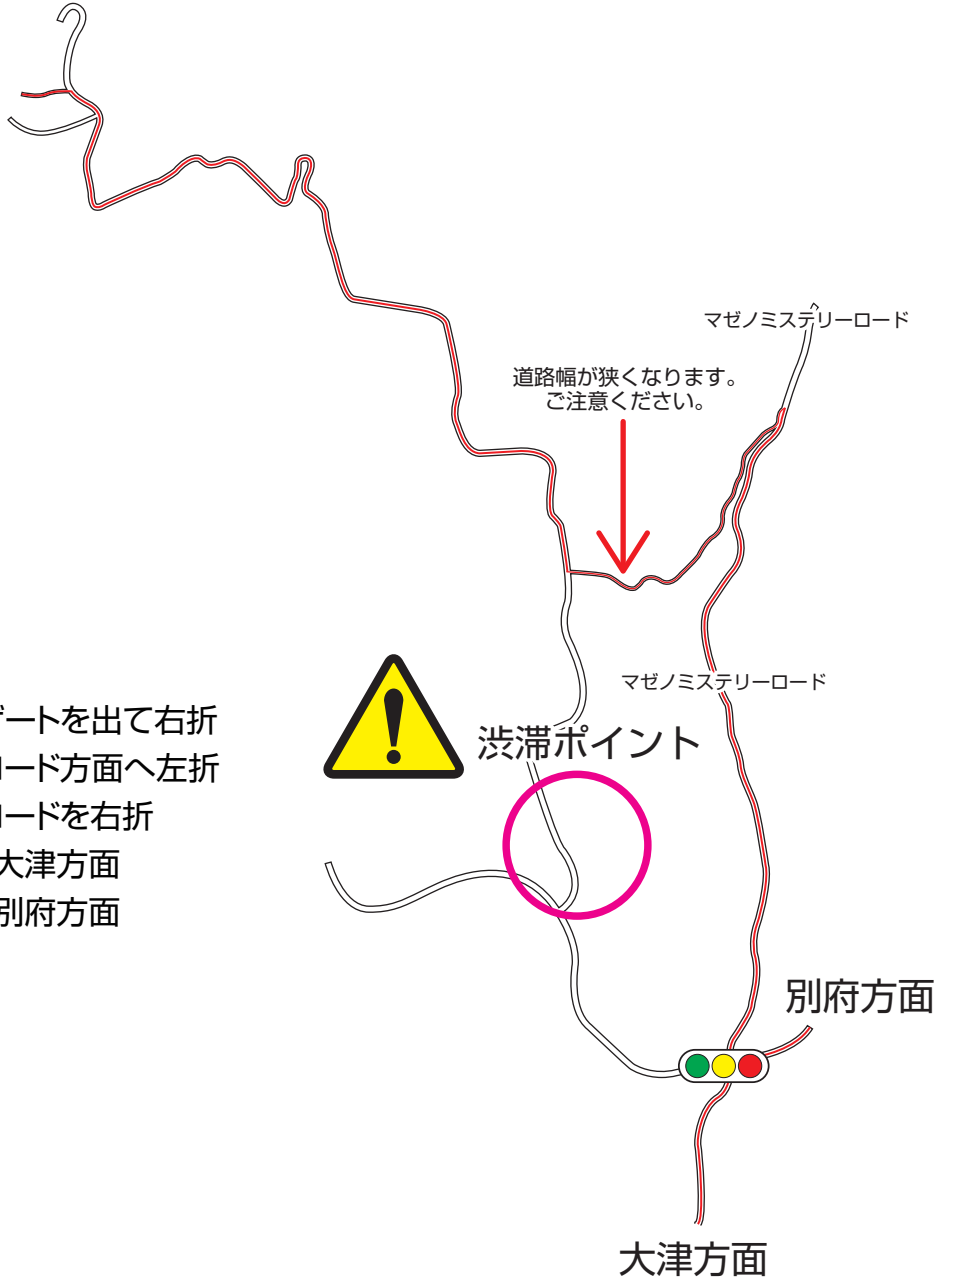 マゼノミステリーロード
道路幅が狭くなります。
ご注意ください。
マゼノミステリーロード
渋滞ポイント
ゲートを出て右折
ロード方面へ左折
ロードを右折
大津方面
別府方面
別府方面
大津方面